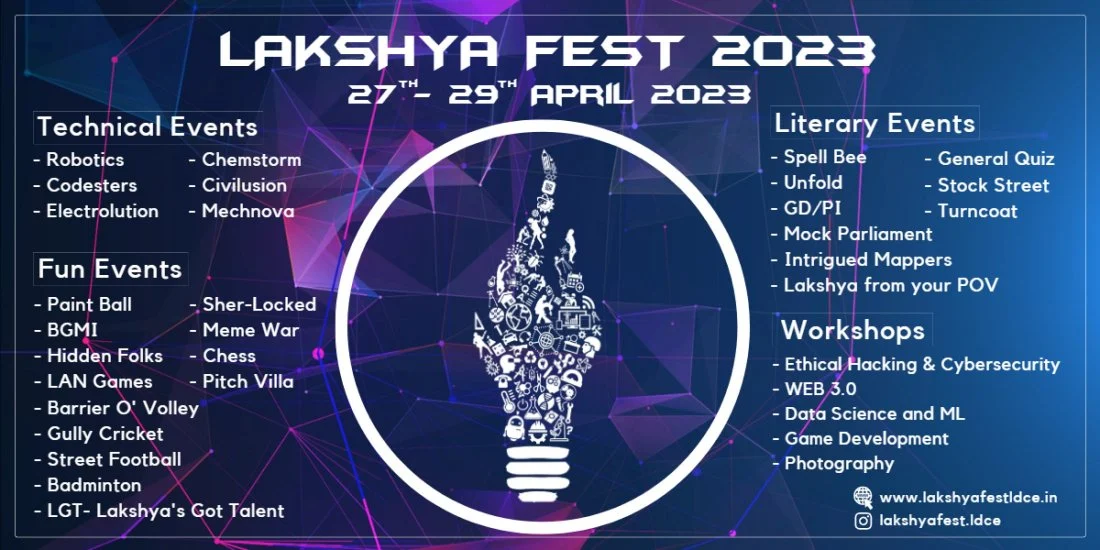 LAKSHYA FEST 2023
27TH- 29TH APRIL 2023
Technical Events
- Robotics
- Codesters
- Electrolution
- Chemstorm
- Civilusion
- Mechnova
Fun Events
- Paint Ball
- BGMI
- Hidden Folks
- LAN Games
- Barrier O' Volley
- Gully Cricket
- Street Football
- Badminton
- LGT- Lakshya's Got Talent
- Sher-Locked
- Meme War
- Chess
- Pitch Villa
Literary Events
- Spell Bee
- Unfold
- GD/PI
- Mock Parliament
- Intrigued Mappers
- Lakshya from your POV
- General Quiz
- Stock Street
- Turncoat
Workshops
- Ethical Hacking & Cybersecurity
- WEB 3.0
- Data Science and ML
- Game Development
- Photography
www.lakshyafestldce.in
lakshyafest.ldce